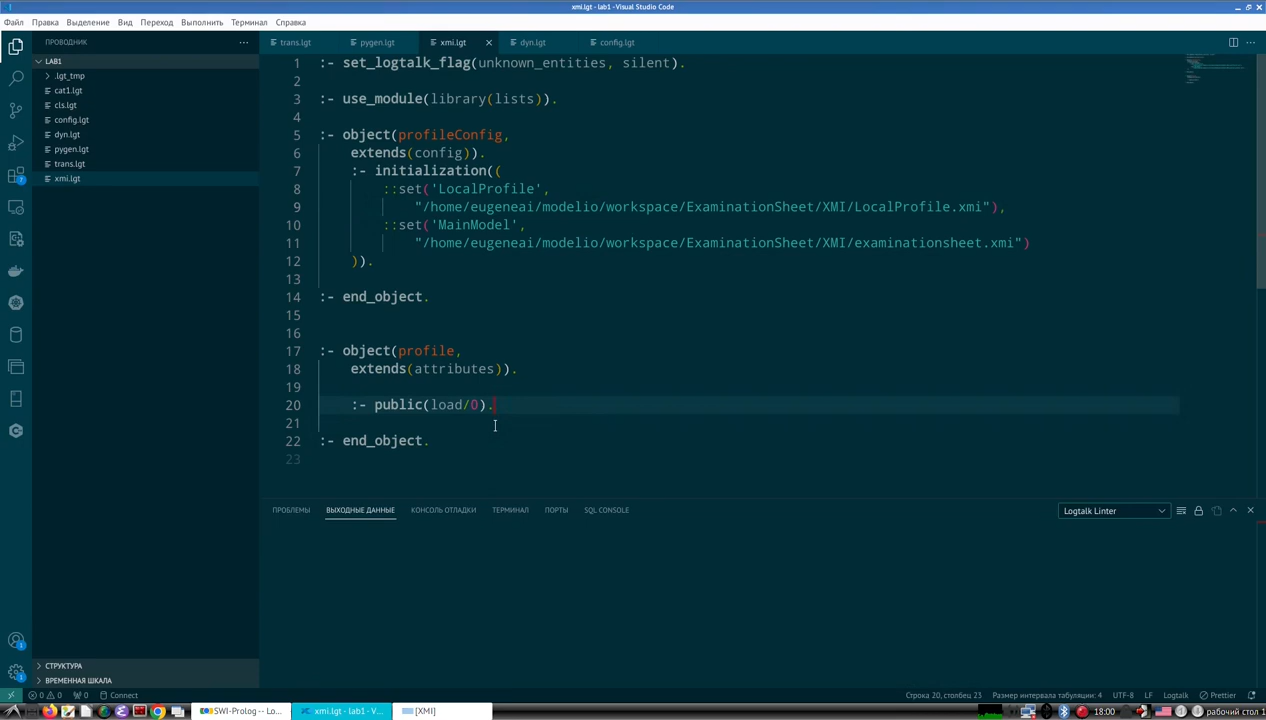 xmi.lgt - lab1 - Visual Studio Code
Файл Правка Выделение Вид Переход Выполнить Терминал Справка
ПРОВОДНИК
trans.lgt pygen.lgt xmi.lgt dyn.lgt config.lgt
LAB1
.lgt_tmp
cat1.lgt
cls.lgt
config.lgt
dyn.lgt
pygen.lgt
trans.lgt
xmi.lgt
1 :- set_logtalk_flag(unknown_entities, silent).
2
3 :- use_module(library(lists)).
4
5 :- object(profileConfig,
6 extends(config)).
7 :- initialization((
8 ::set('LocalProfile',
9 "/home/eugeneai/modelio/workspace/ExaminationSheet/XMI/LocalProfile.xmi"),
10 ::set('MainModel',
11 "/home/eugeneai/modelio/workspace/ExaminationSheet/XMI/examinationsheet.xmi")
12 )).
13
14 :- end_object.
15
16
17 :- object(profile,
18 extends(attributes)).
19
20 :- public(load/0).
21
22 :- end_object.
23
ПРОБЛЕМЫ ВЫХОДНЫЕ ДАННЫЕ КОНСОЛЬ ОТЛАДКИ ТЕРМИНАЛ ПОРТЫ SQL CONSOLE
Logtalk Linter
СТРУКТУРА
ВРЕМЕННАЯ ШКАЛА
0 0 0 Connect
Строка 20, столбец 23 Размер интервала табуляции: 4 UTF-8 LF Logtalk Prettier
SWI-Prolog -- Lo... xmi.lgt - lab1 - V... [XMI]
18:00 рабочий стол 1